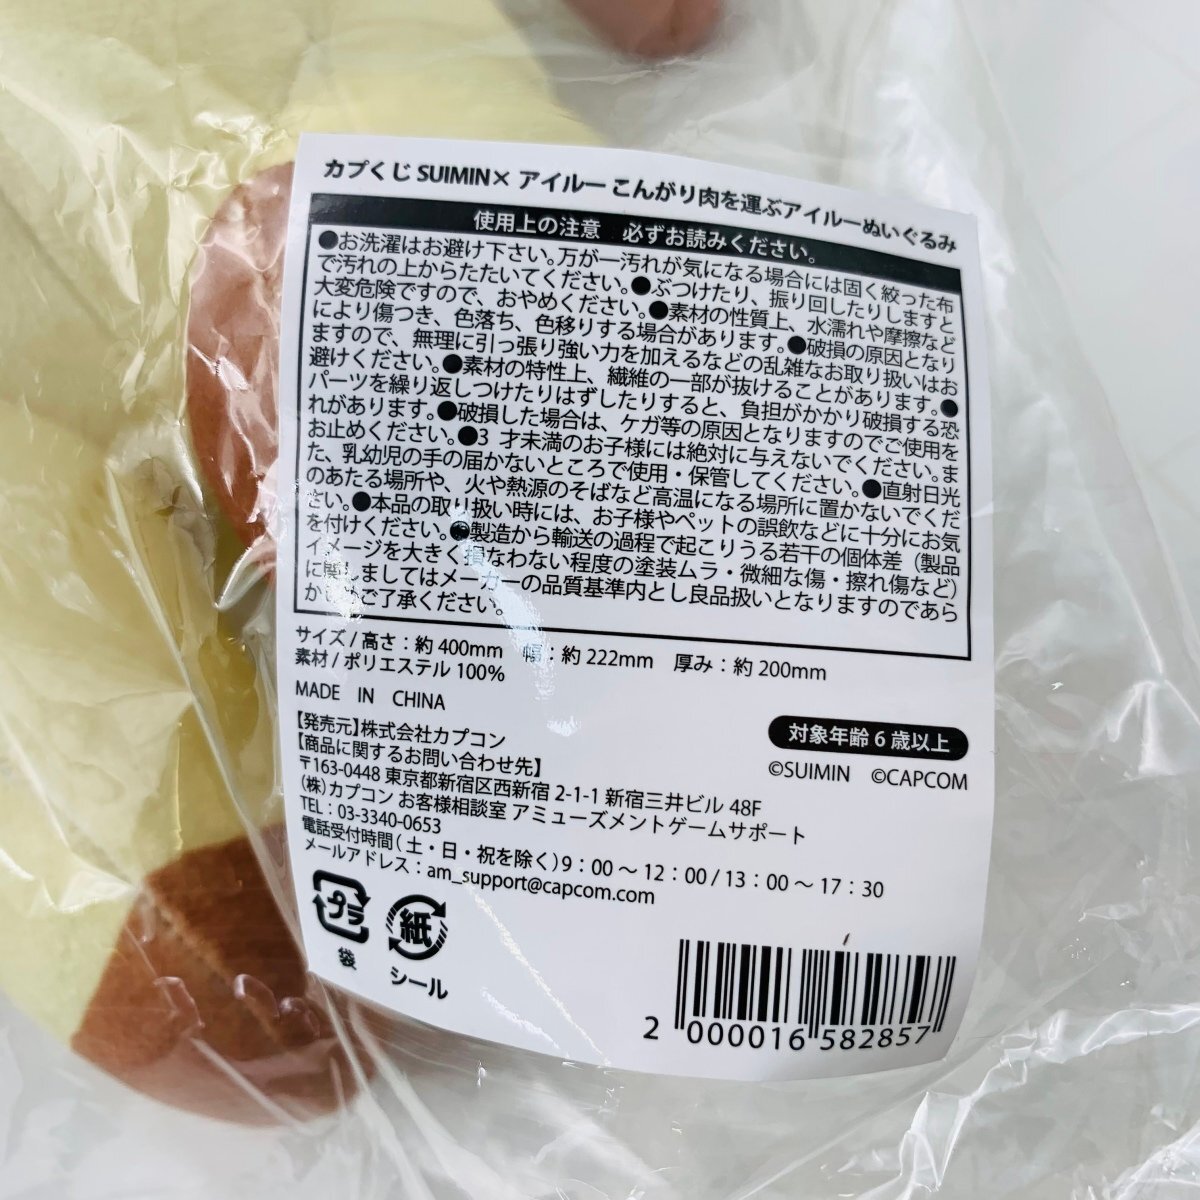 カプくじ SUIMIN× アイルー こんがり肉を運ぶアイルーぬいぐるみ
使用上の注意 必ずお読みください。
●お洗濯はお避け下さい。万が一汚れが気になる場合には固く絞った布
で汚れの上からたたいてください。●ぶつけたり、振り回したりしますと
大変危険ですので、おやめください。●素材の性質上、水濡れや摩擦など
により傷つき、色落ち、色移りする場合があります。●破損の原因となり
ますので、無理に引っ張り強い力を加えるなどの乱雑なお取り扱いはお
避けください。●素材の特性上、繊維の一部が抜けることがあります。●
パーツを繰り返しつけたりはずしたりすると、負担がかかり破損する恐
れがあります。●破損した場合は、ケガ等の原因となりますのでご使用を
お止めください。●3 才未満のお子様には絶対に与えないでください。ま
た、乳幼児の手の届かないところで使用・保管してください。●直射日光
のあたる場所や、火や熱源のそばなど高温になる場所に置かないでくだ
さい。●本品の取り扱い時には、お子様やペットの誤飲などに十分にお気
を付けください。●製造から輸送の過程で起こりうる若干の個体差（製品
イメージを大きく損なわない程度の塗装ムラ・微細な傷・擦れ傷など）
に関しましてはメーカーの品質基準内とし良品扱いとなりますのであら
かじめご了承ください。
サイズ / 高さ：約 400mm 幅：約 222mm 厚み：約 200mm
素材 / ポリエステル 100%
MADE IN CHINA
対象年齢 6 歳以上
©SUIMIN ©CAPCOM
【発売元】株式会社カプコン
【商品に関するお問い合わせ先】
〒163-0448 東京都新宿区西新宿 2-1-1 新宿三井ビル 48F
(株)カプコン お客様相談室 アミューズメントゲームサポート
TEL：03-3340-0653
電話受付時間( 土・日・祝を除く)9：00 ～ 12：00 / 13：00 ～ 17：30
メールアドレス：am_support@capcom.com
プラ
袋
紙
シール
2 000016 582857